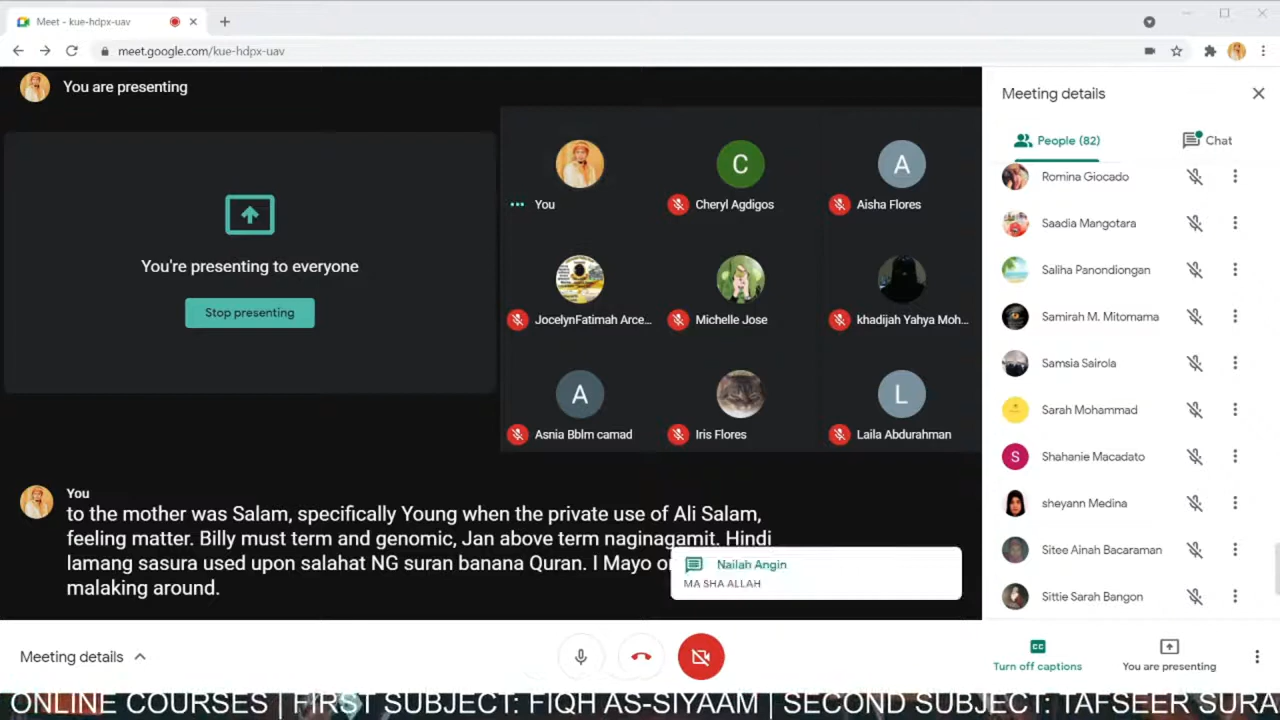 Meet - kue-hdpx-uav
meet.google.com/kue-hdpx-uav
You are presenting
You're presenting to everyone
Stop presenting
You
C
Cheryl Agdigos
A
Aisha Flores
JocelynFatimah Arce...
Michelle Jose
khadijah Yahya Moh...
A
Asnia Bblm camad
Iris Flores
L
Laila Abdurahman
You
to the mother was Salam, specifically Young when the private use of Ali Salam,
feeling matter. Billy must term and genomic, Jan above term naginagamit. Hindi
lamang sasura used upon salahat NG suran banana Quran. I Mayo
malaking around.
Nailah Angin
MA SHA ALLAH
Meeting details
People (82)
Chat
Romina Giocado
Saadia Mangotara
Saliha Panondiongan
Samirah M. Mitomama
Samsia Sairola
Sarah Mohammad
S
Shahanie Macadato
sheyann Medina
Sitee Ainah Bacaraman
Sittie Sarah Bangon
Meeting details
CC
Turn off captions
You are presenting
ONLINE COURSES | FIRST SUBJECT: FIQH AS-SIYAAM | SECOND SUBJECT: TAFSEER SURA